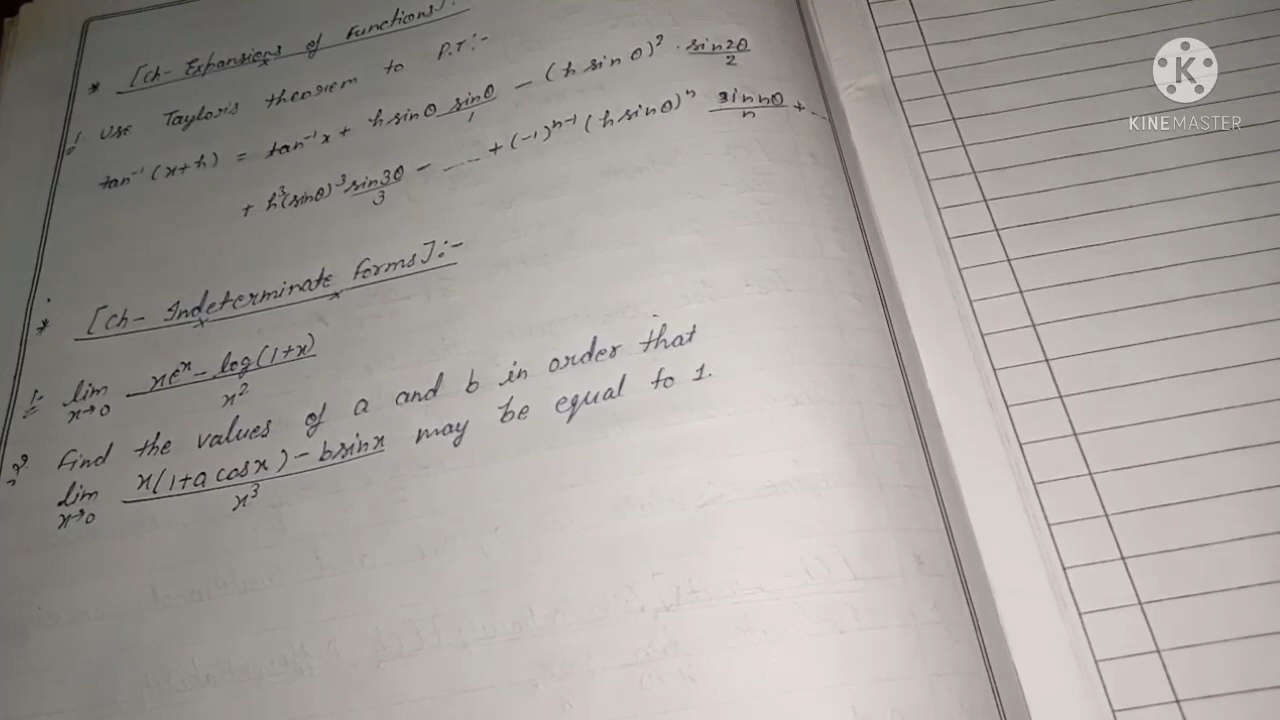 * [Ch- Expansions of Functions]:-
1. Use Taylor's theorem to P.T:-
tan⁻¹(x+h) = tan⁻¹x + h sinθ sinθ/1 - (h sinθ)² . sin2θ/2
+ h³(sinθ)³ sin3θ/3 - ..... + (-1)ⁿ⁻¹ (h sinθ)ⁿ sin nθ/n + ...
* [Ch- Indeterminate Forms]:-
1. lim x→0 xeˣ - log(1+x)/x²
2. Find the values of a and b in order that
lim x→0 x(1+a cosx) - b sinx/x³ may be equal to 1.
K
KINEMASTER